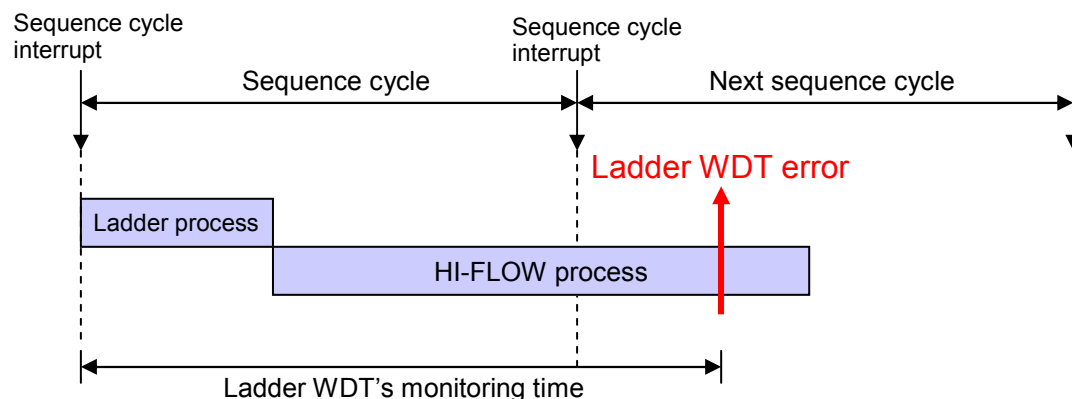 Sequence cycle
interrupt
Sequence cycle
interrupt
Sequence cycle
Next sequence cycle
Ladder WDT error
Ladder process
HI-FLOW process
Ladder WDT’s monitoring time